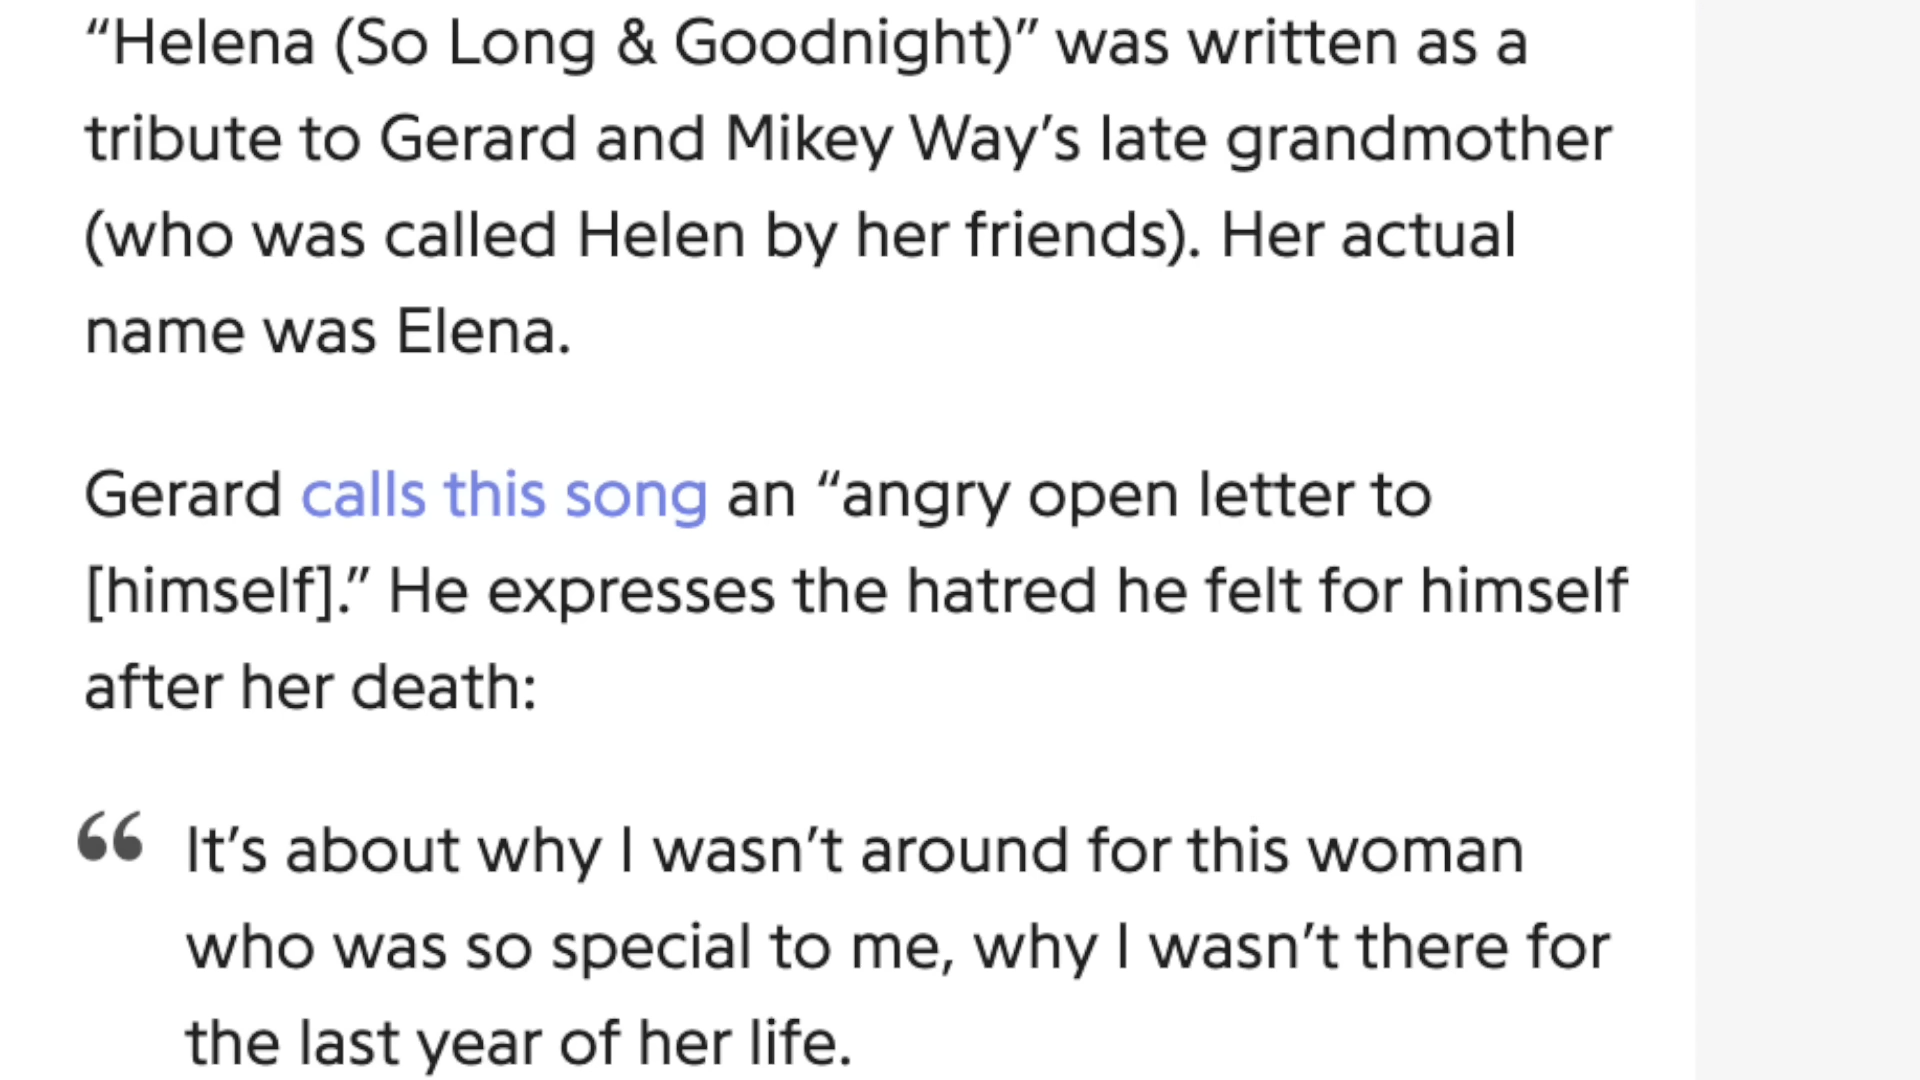 “Helena (So Long & Goodnight)” was written as a
tribute to Gerard and Mikey Way’s late grandmother
(who was called Helen by her friends). Her actual
name was Elena.
Gerard calls this song an “angry open letter to
[himself].” He expresses the hatred he felt for himself
after her death:
“ It’s about why I wasn’t around for this woman
who was so special to me, why I wasn’t there for
the last year of her life.